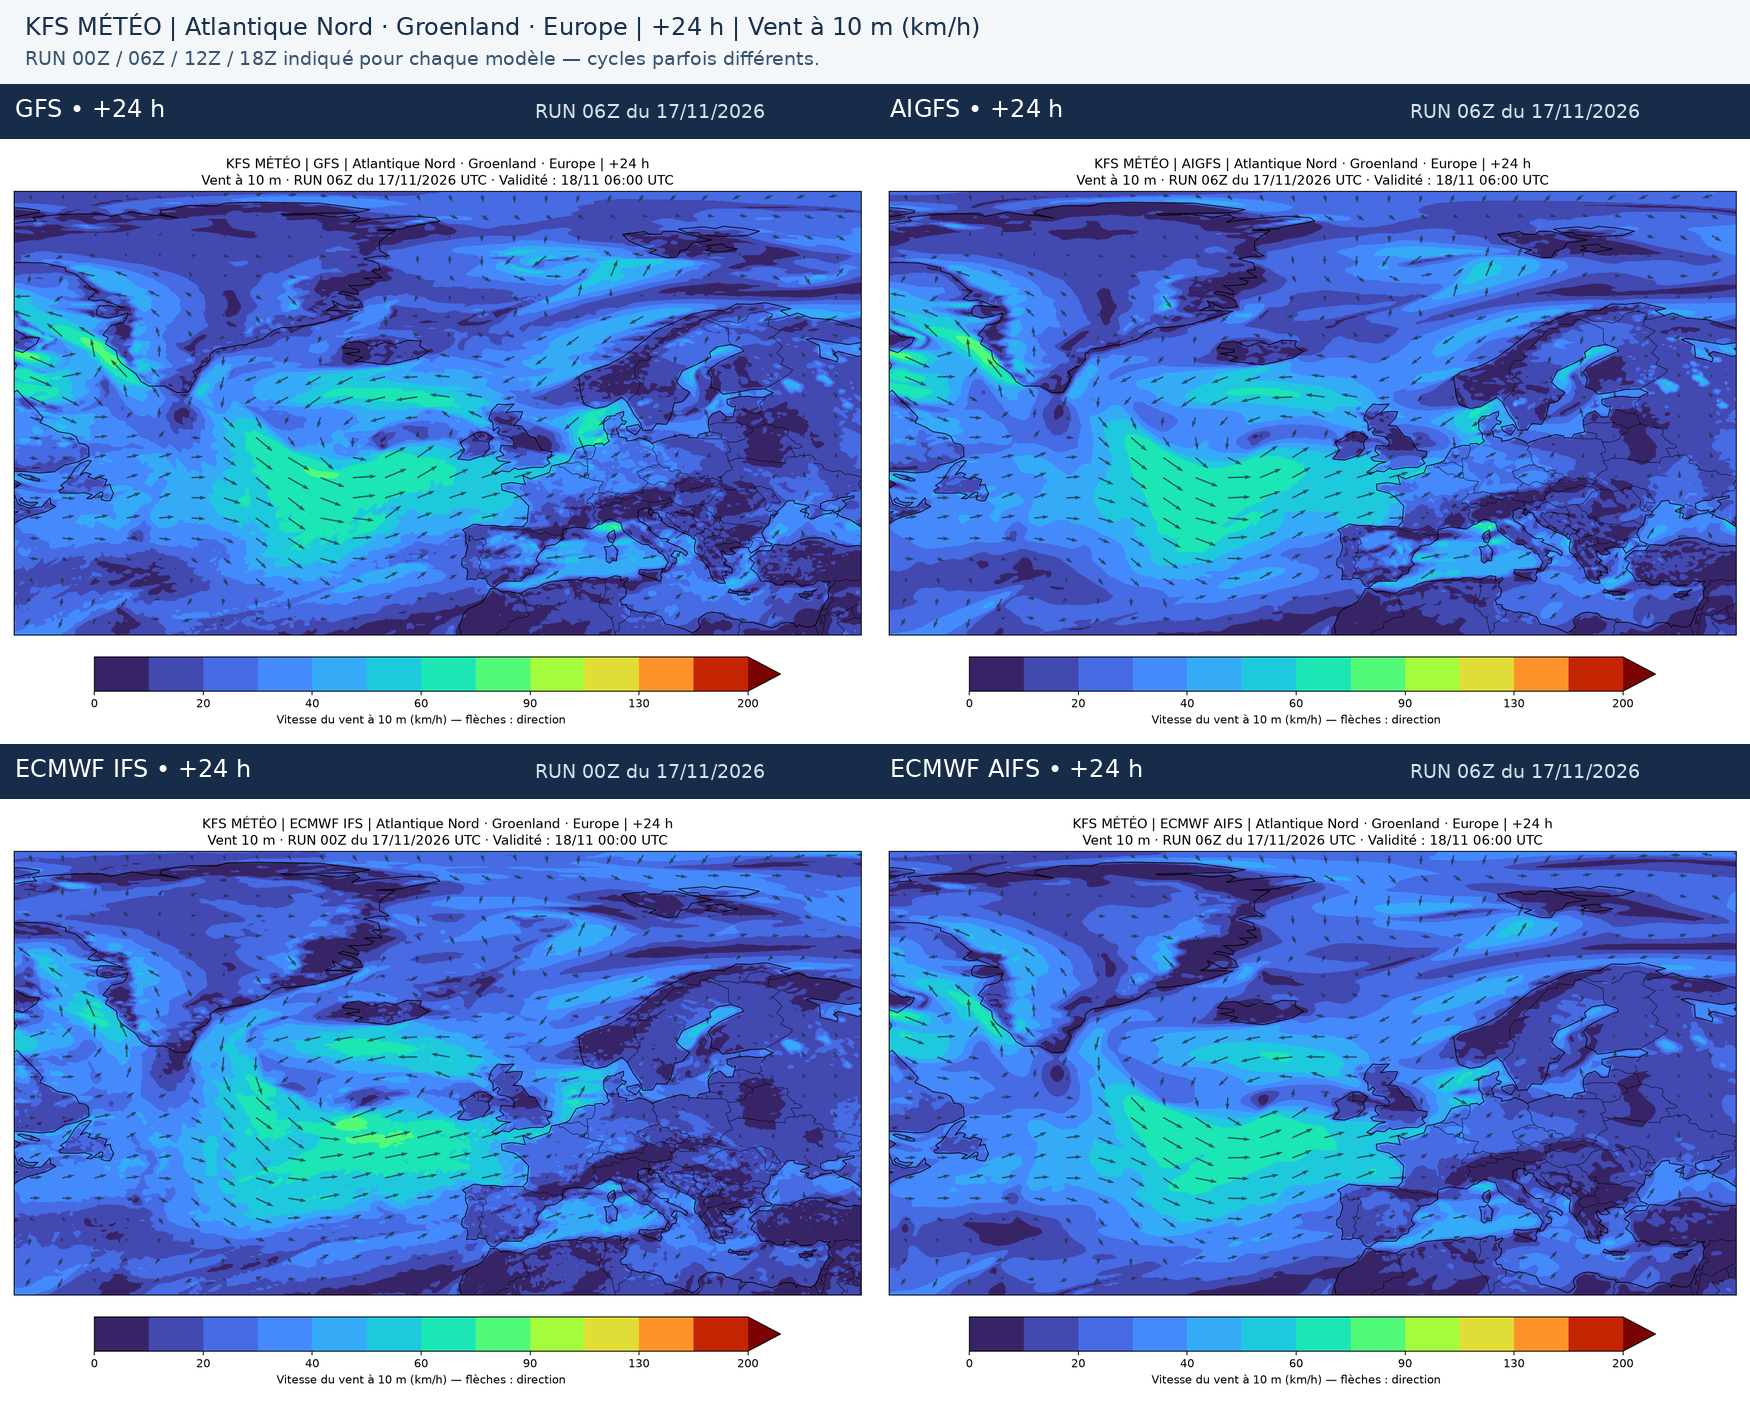 KFS MÉTÉO | Atlantique Nord · Groenland · Europe | +24 h | Vent à 10 m (km/h)
RUN 00Z / 06Z / 12Z / 18Z indiqué pour chaque modèle — cycles parfois différents.
GFS • +24 h
RUN 06Z du 17/11/2026
KFS MÉTÉO | GFS | Atlantique Nord · Groenland · Europe | +24 h
Vent à 10 m · RUN 06Z du 17/11/2026 UTC · Validité : 18/11 06:00 UTC
0 20 40 60 90 130 200
Vitesse du vent à 10 m (km/h) — flèches : direction
AIGFS • +24 h
RUN 06Z du 17/11/2026
KFS MÉTÉO | AIGFS | Atlantique Nord · Groenland · Europe | +24 h
Vent à 10 m · RUN 06Z du 17/11/2026 UTC · Validité : 18/11 06:00 UTC
0 20 40 60 90 130 200
Vitesse du vent à 10 m (km/h) — flèches : direction
ECMWF IFS • +24 h
RUN 00Z du 17/11/2026
KFS MÉTÉO | ECMWF IFS | Atlantique Nord · Groenland · Europe | +24 h
Vent 10 m · RUN 00Z du 17/11/2026 UTC · Validité : 18/11 00:00 UTC
0 20 40 60 90 130 200
Vitesse du vent à 10 m (km/h) — flèches : direction
ECMWF AIFS • +24 h
RUN 06Z du 17/11/2026
KFS MÉTÉO | ECMWF AIFS | Atlantique Nord · Groenland · Europe | +24 h
Vent 10 m · RUN 06Z du 17/11/2026 UTC · Validité : 18/11 06:00 UTC
0 20 40 60 90 130 200
Vitesse du vent à 10 m (km/h) — flèches : direction